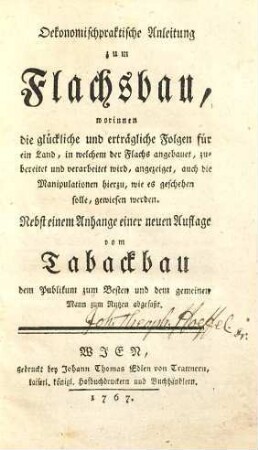 Oekonomischpraktische Anleitung
zum
Flachsbau,
worinnen
die glückliche und erträgliche Folgen für
ein Land, in welchem der Flachs angebauet, zu-
bereitet und verarbeitet wird, angezeiget, auch die
Manipulationen hierzu, wie es geschehen
solle, gewiesen werden.
Nebst einem Anhange einer neuen Auflage
vom
Tabackbau
dem Publikum zum Besten und dem gemeinen
Mann zum Nutzen abgefaßt.
Joh. Theoph. Hoeffel
WIEN,
gedruckt bey Johann Thomas Edlen von Trattnern,
kaiserl. königl. Hofbuchdruckern und Buchhändlern.
1767.